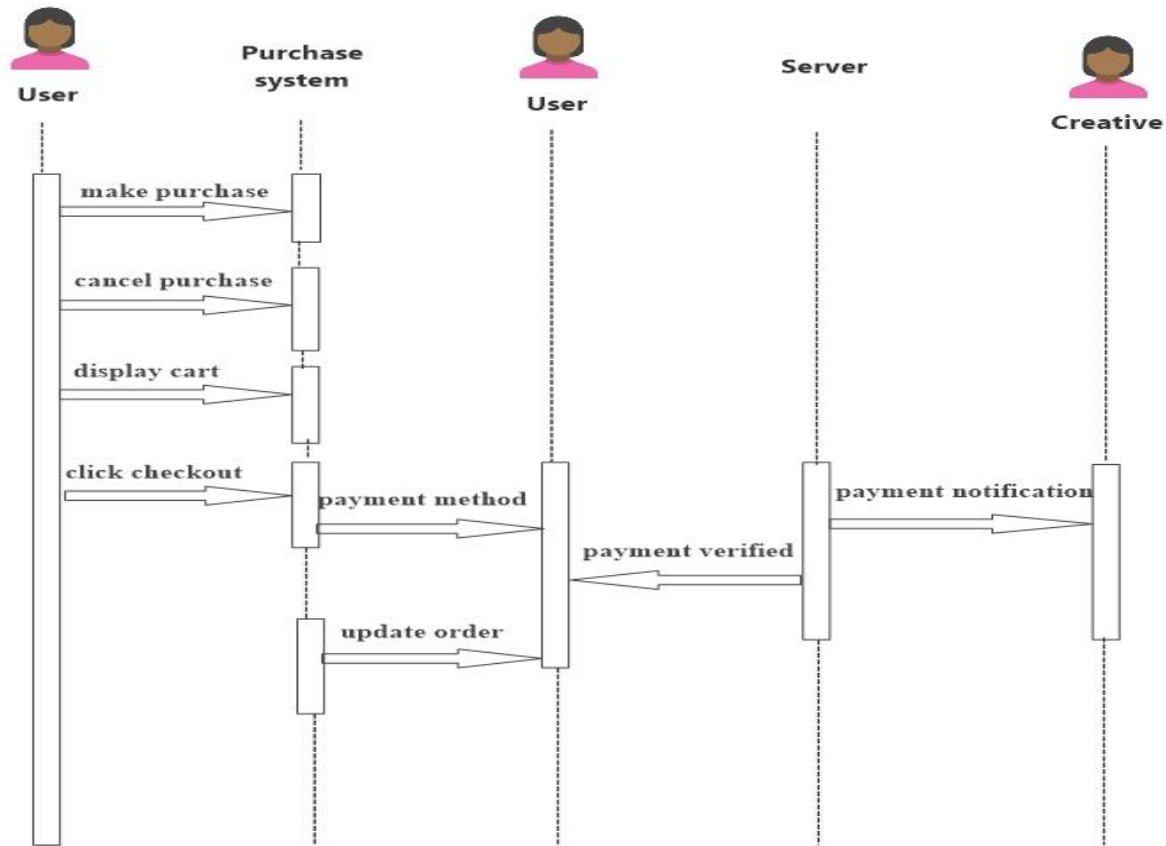 Purchase
system
User
User
Server
Creative
make purchase
cancel purchase
display cart
click checkout
payment method
payment notification
payment verified
update order